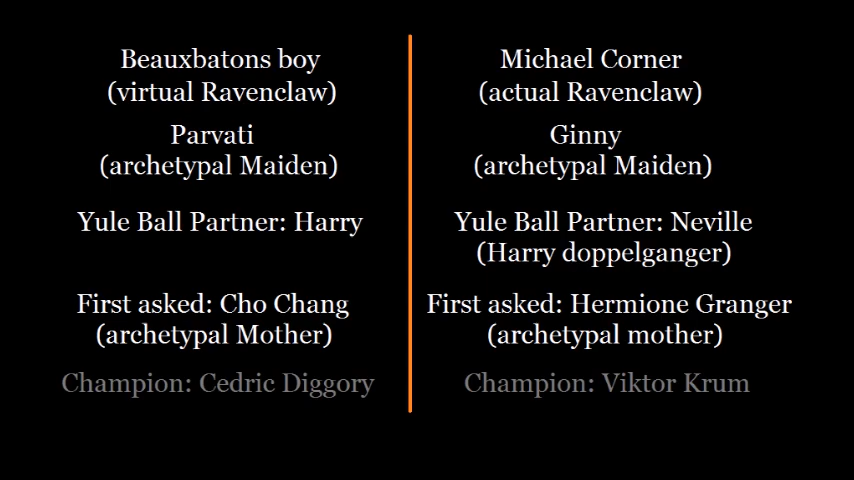 Beauxbatons boy
(virtual Ravenclaw)
Parvati
(archetypal Maiden)
Yule Ball Partner: Harry
First asked: Cho Chang
(archetypal Mother)
Champion: Cedric Diggory
Michael Corner
(actual Ravenclaw)
Ginny
(archetypal Maiden)
Yule Ball Partner: Neville
(Harry doppelganger)
First asked: Hermione Granger
(archetypal mother)
Champion: Viktor Krum